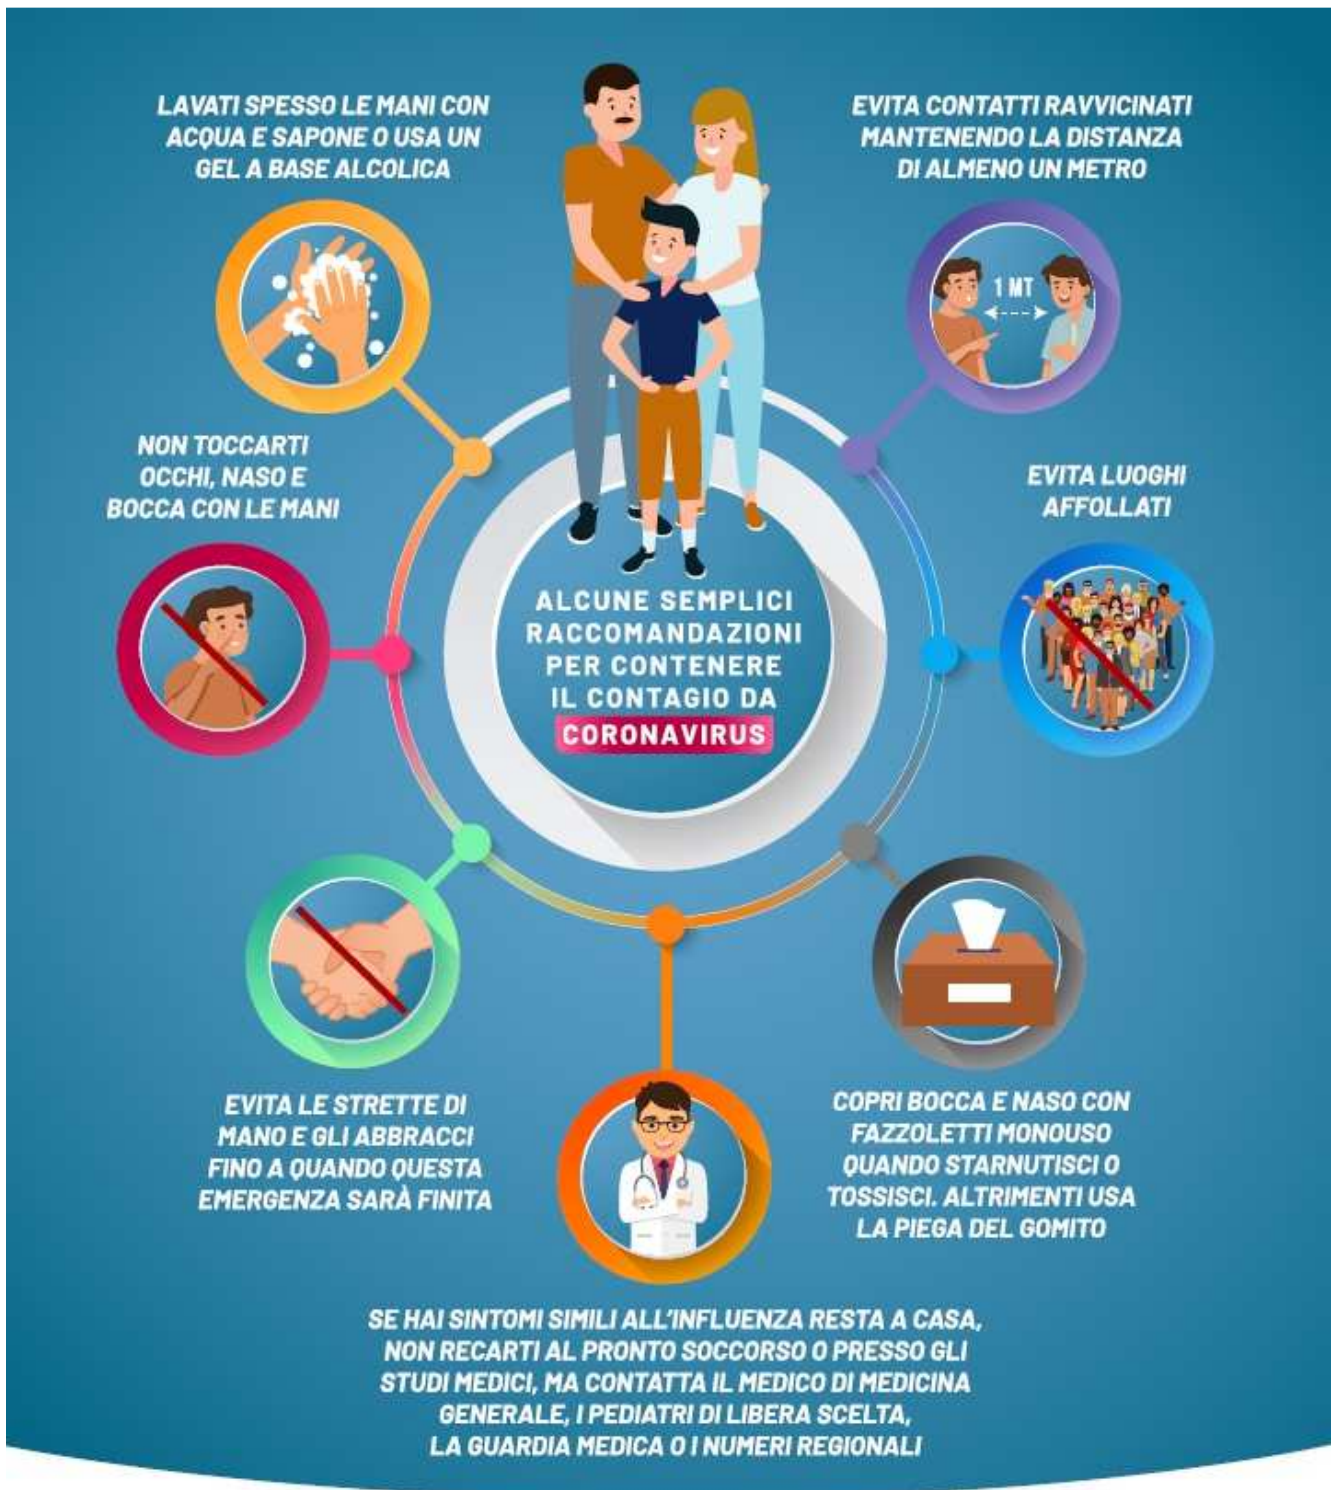 LAVATI SPESSO LE MANI CON
ACQUA E SAPONE O USA UN
GEL A BASE ALCOLICA
EVITA CONTATTI RAVVICINATI
MANTENENDO LA DISTANZA
DI ALMENO UN METRO
1 MT
NON TOCCARTI
OCCHI, NASO E
BOCCA CON LE MANI
EVITA LUOGHI
AFFOLLATI
ALCUNE SEMPLICI
RACCOMANDAZIONI
PER CONTENERE
IL CONTAGIO DA
CORONAVIRUS
EVITA LE STRETTE DI
MANO E GLI ABBRACCI
FINO A QUANDO QUESTA
EMERGENZA SARÀ FINITA
COPRI BOCCA E NASO CON
FAZZOLETTI MONOUSO
QUANDO STARNUTISCI O
TOSSISCI. ALTRIMENTI USA
LA PIEGA DEL GOMITO
SE HAI SINTOMI SIMILI ALL'INFLUENZA RESTA A CASA,
NON RECARTI AL PRONTO SOCCORSO O PRESSO GLI
STUDI MEDICI, MA CONTATTA IL MEDICO DI MEDICINA
GENERALE, I PEDIATRI DI LIBERA SCELTA,
LA GUARDIA MEDICA O I NUMERI REGIONALI